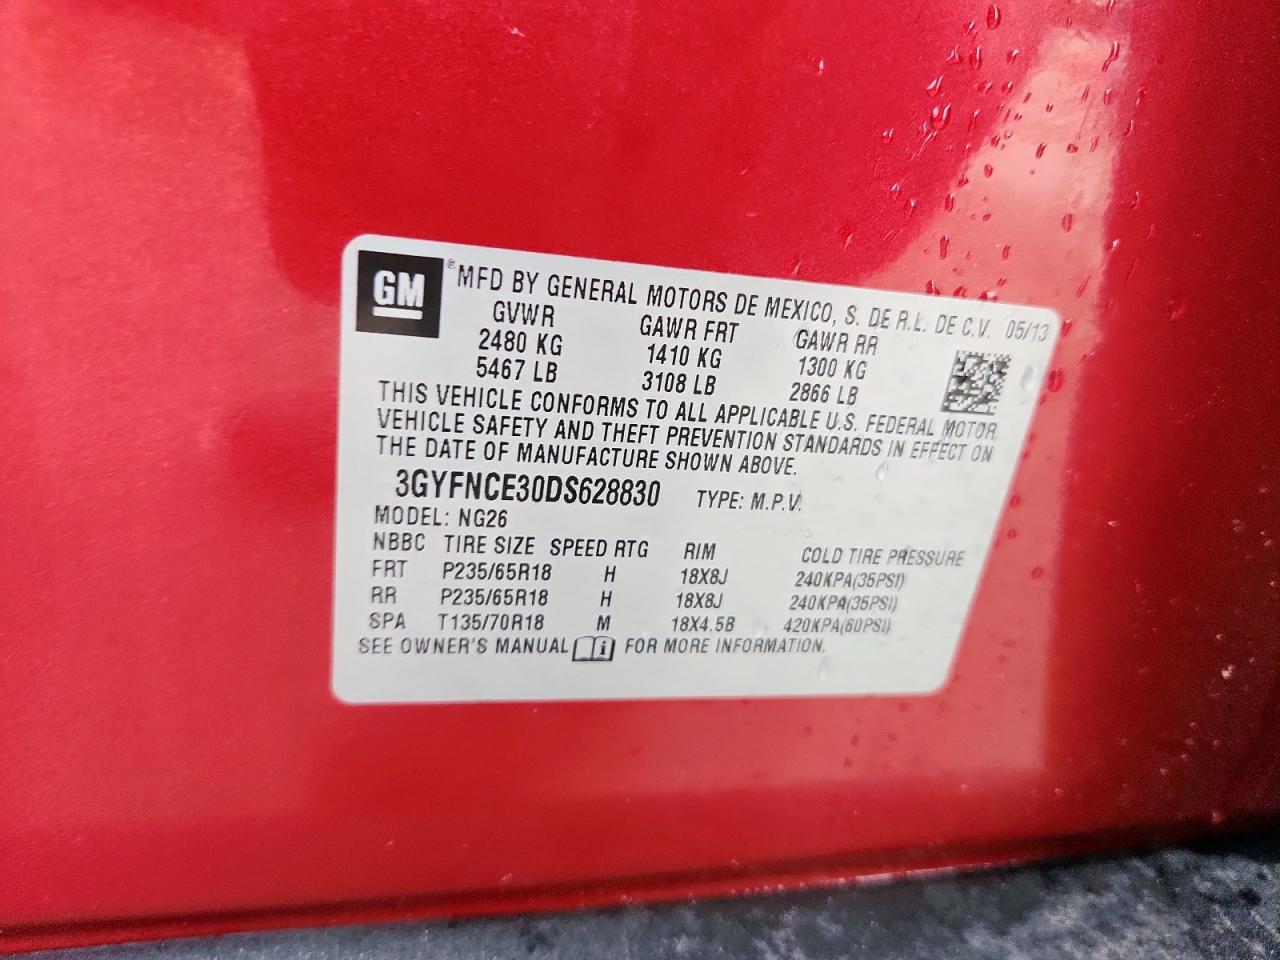 GM ® MFD BY GENERAL MOTORS DE MEXICO, S. DE R.L. DE C.V. 05/13
GVWR GAWR FRT GAWR RR
2480 KG 1410 KG 1300 KG
5467 LB 3108 LB 2866 LB
THIS VEHICLE CONFORMS TO ALL APPLICABLE U.S. FEDERAL MOTOR
VEHICLE SAFETY AND THEFT PREVENTION STANDARDS IN EFFECT ON
THE DATE OF MANUFACTURE SHOWN ABOVE.
3GYFNCE30DS628830 TYPE: M.P.V.
MODEL: NG26
NBBC TIRE SIZE SPEED RTG RIM COLD TIRE PRESSURE
FRT P235/65R18 H 18X8J 240KPA(35PSI)
RR P235/65R18 H 18X8J 240KPA(35PSI)
SPA T135/70R18 M 18X4.5B 420KPA(60PSI)
SEE OWNER'S MANUAL i FOR MORE INFORMATION.